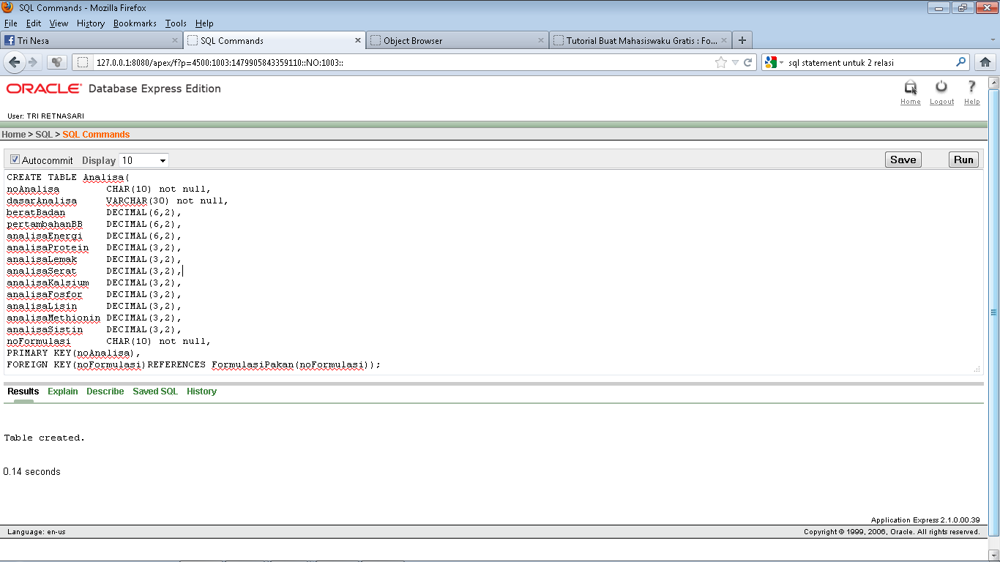 SQL Commands - Mozilla Firefox
File Edit View History Bookmarks Tools Help
Tri Nesa SQL Commands Object Browser Tutorial Buat Mahasiswaku Gratis : Fo...
127.0.0.1:8080/apex/f?p=4500:1003:1479905843359110::NO:1003:: sql statement untuk 2 relasi
ORACLE Database Express Edition
Home Logout Help
User: TRI RETNASARI
Home > SQL > SQL Commands
Autocommit Display 10 Save Run
CREATE TABLE Analisa(
noAnalisa CHAR(10) not null,
dasarAnalisa VARCHAR(30) not null,
beratBadan DECIMAL(6,2),
pertambahanBB DECIMAL(6,2),
analisaEnergi DECIMAL(6,2),
analisaProtein DECIMAL(3,2),
analisaLemak DECIMAL(3,2),
analisaSerat DECIMAL(3,2),
analisaKalsium DECIMAL(3,2),
analisaFosfor DECIMAL(3,2),
analisaLisin DECIMAL(3,2),
analisaMethionin DECIMAL(3,2),
analisaSistin DECIMAL(3,2),
noFormulasi CHAR(10) not null,
PRIMARY KEY(noAnalisa),
FOREIGN KEY(noFormulasi)REFERENCES FormulasiPakan(noFormulasi));
Results Explain Describe Saved SQL History
Table created.
0.14 seconds
Application Express 2.1.0.00.39
Language: en-us Copyright © 1999, 2006, Oracle. All rights reserved.